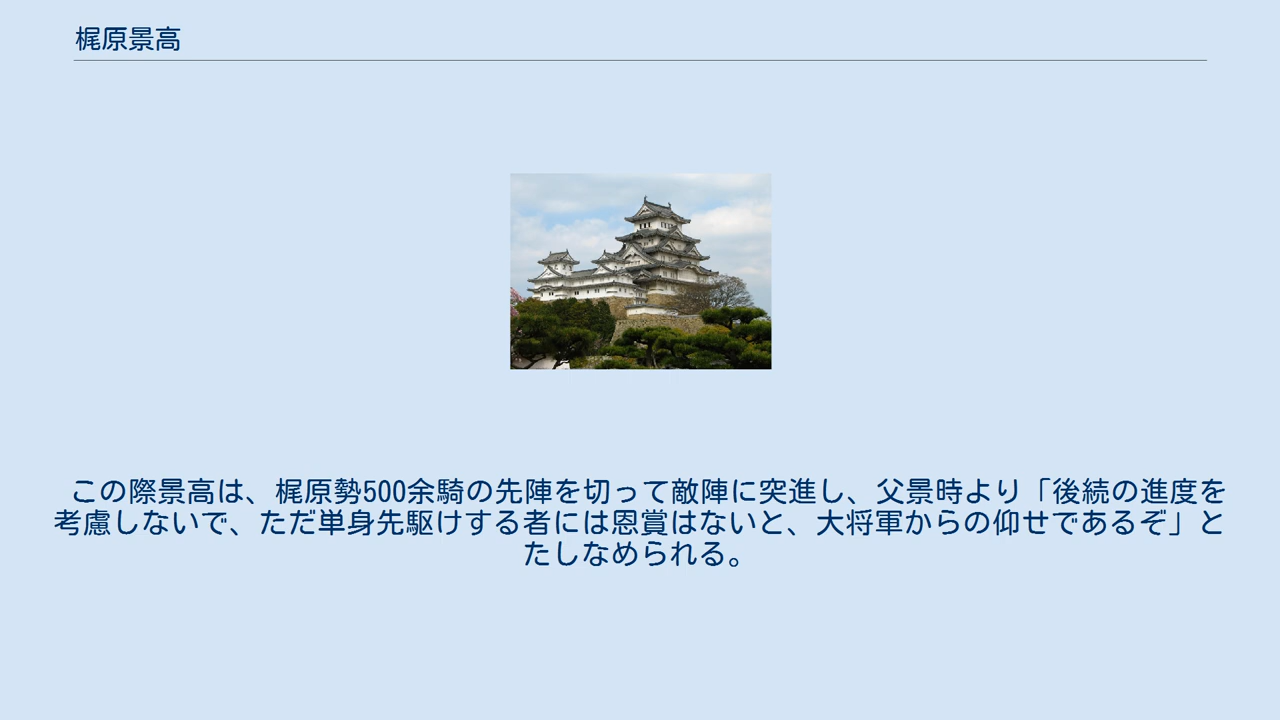 梶原景高
この際景高は、梶原勢500余騎の先陣を切って敵陣に突進し、父景時より「後続の進度を
考慮しないで、ただ単身先駆けする者には恩賞はないと、大将軍からの仰せであるぞ」と
たしなめられる。